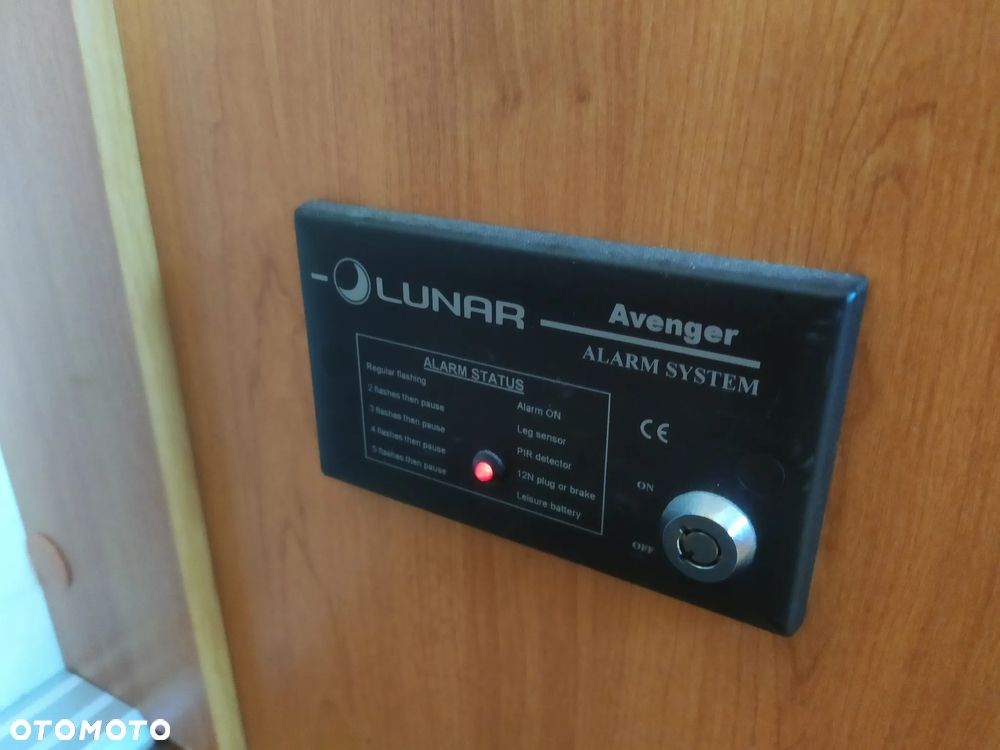 LUNAR
Avenger
ALARM SYSTEM
ALARM STATUS
Regular flashing Alarm ON
2 flashes then pause Leg sensor
3 flashes then pause PIR detector
4 flashes then pause 12N plug or brake
5 flashes then pause Leisure battery
CE
ON
OFF
OTOMOTO